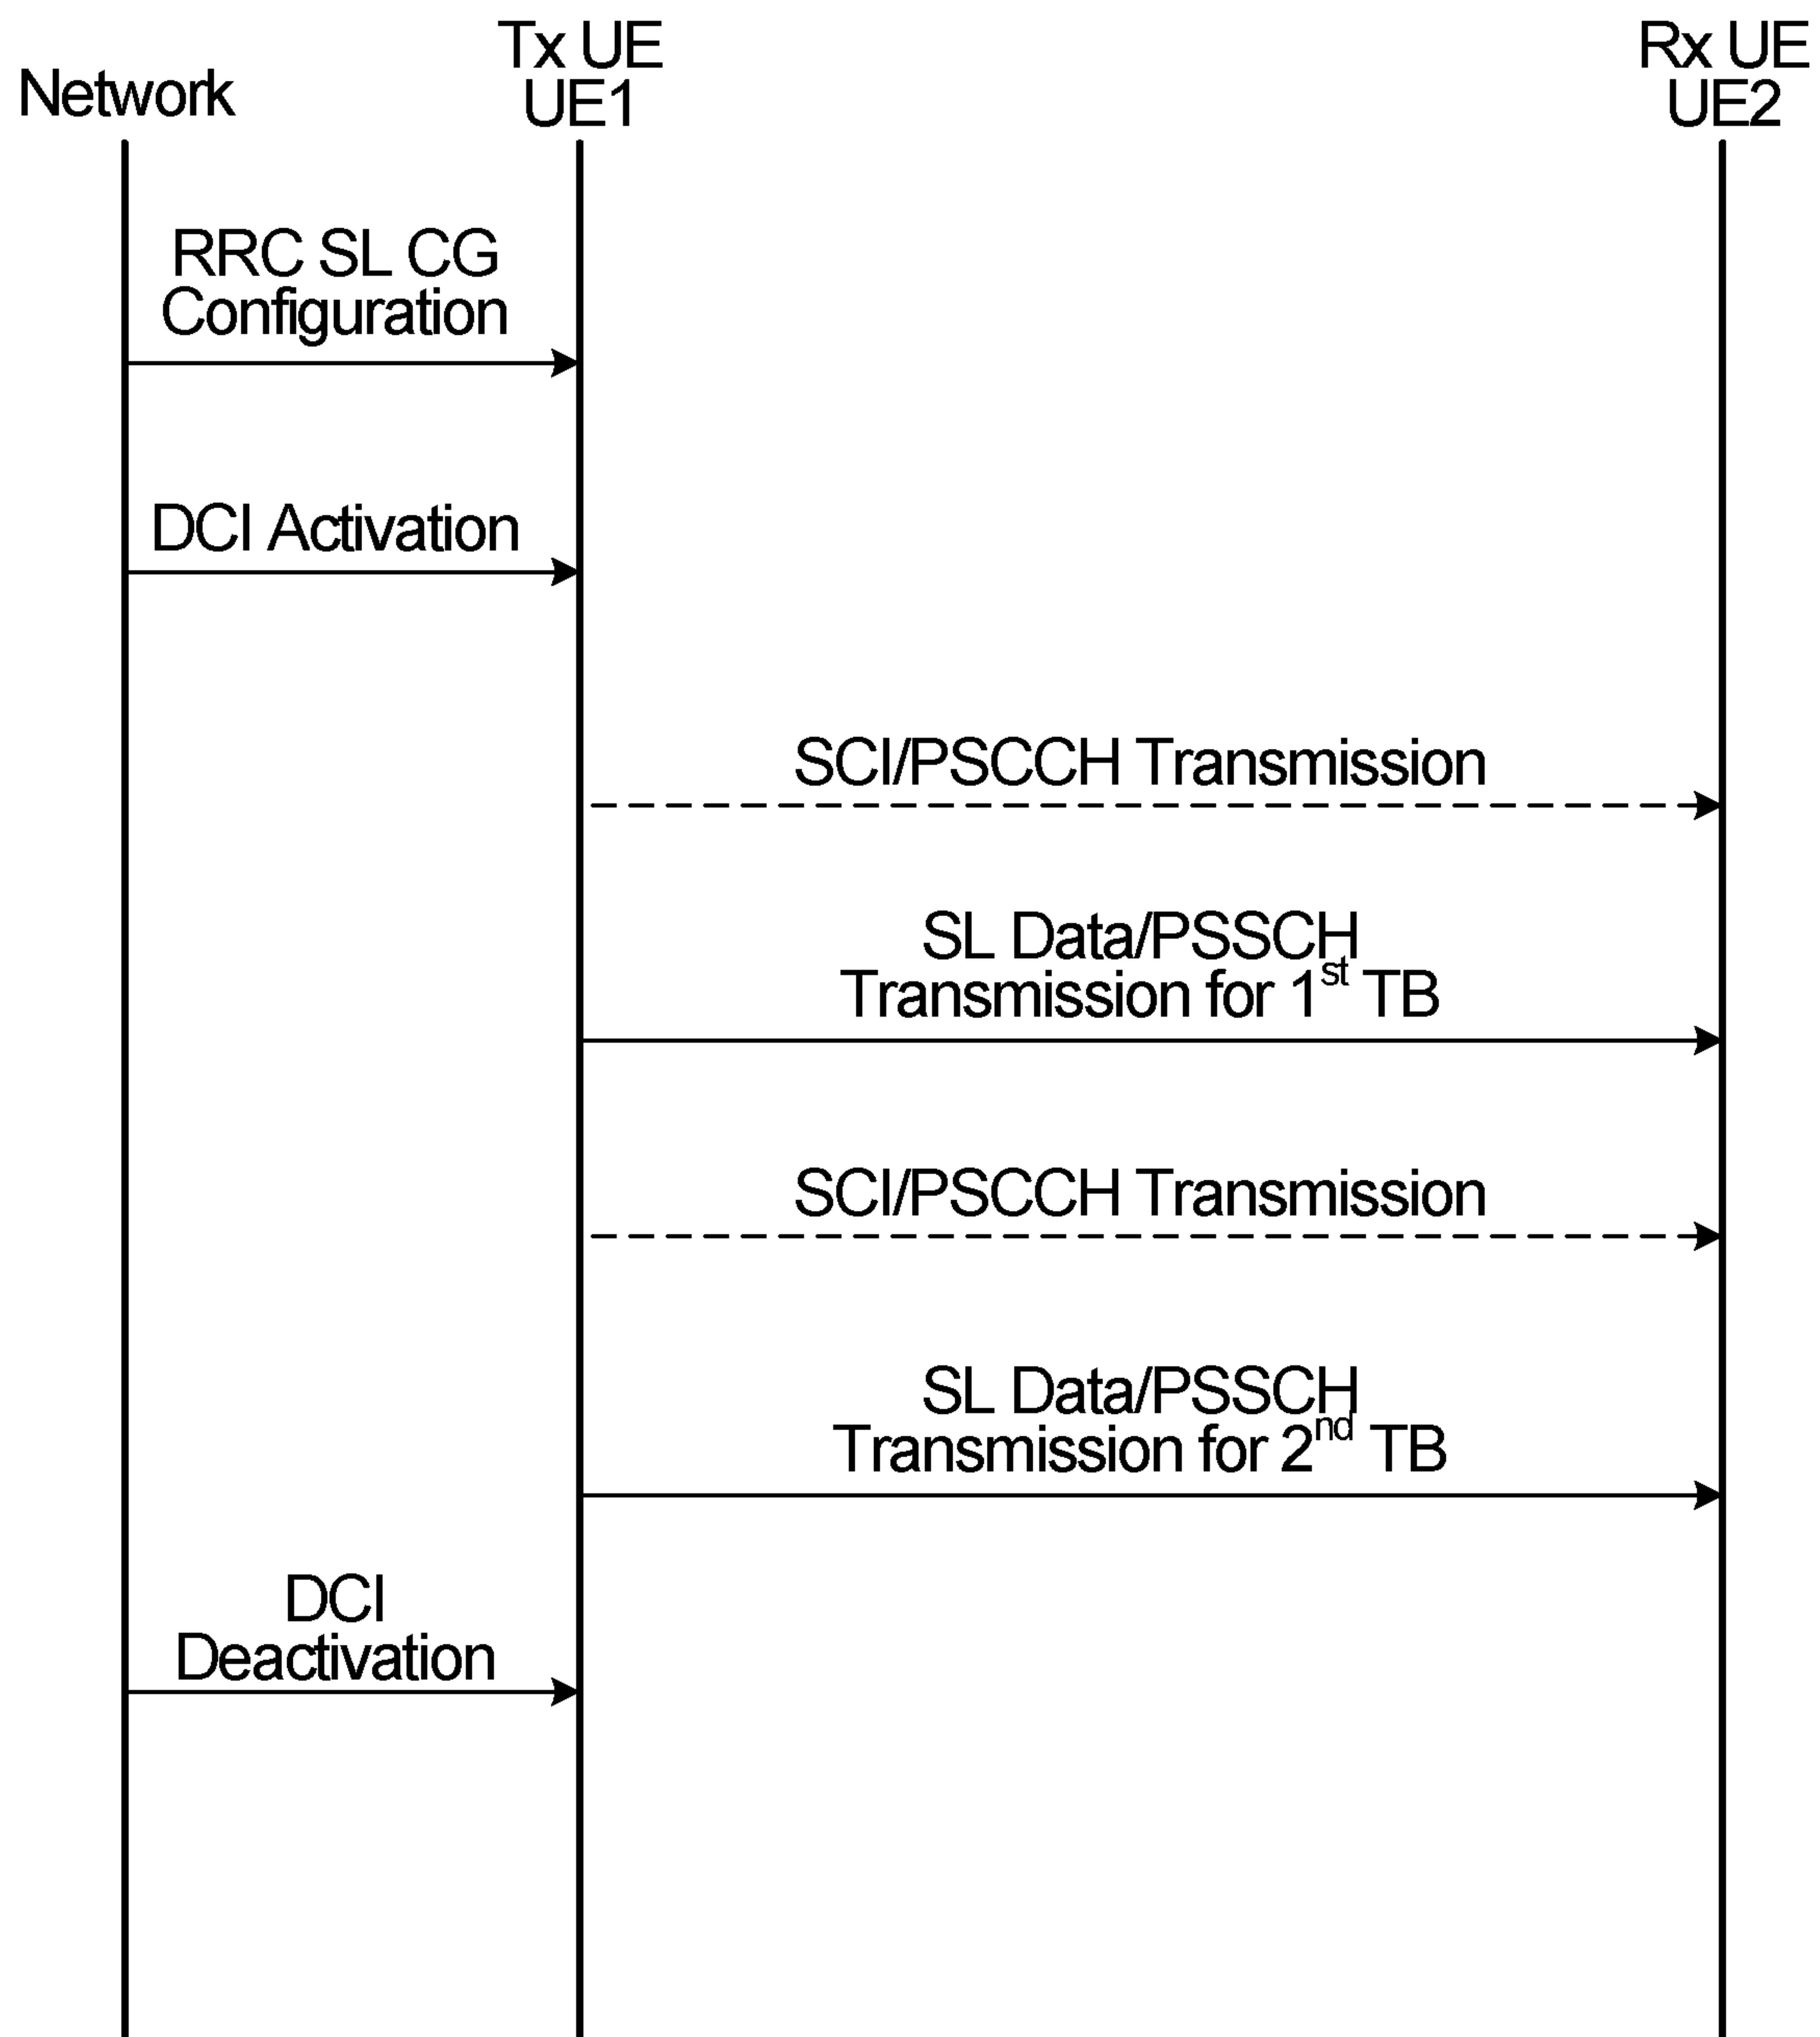 Network
Tx UE
UE1
Rx UE
UE2
RRC SL CG
Configuration
DCI Activation
SCI/PSCCH Transmission
SL Data/PSSCH
Transmission for 1st TB
SCI/PSCCH Transmission
SL Data/PSSCH
Transmission for 2nd TB
DCI
Deactivation